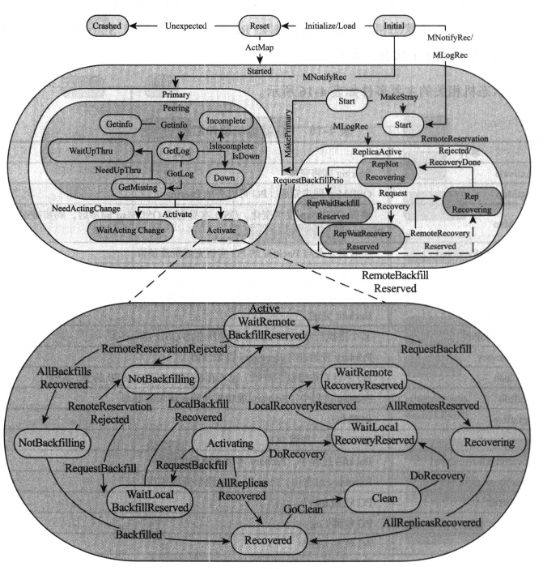 Crashed
Unexpected
Reset
Initialize/Load
Initial
MNotifyRec/
MLogRec
ActMap
Started
MNotifyRec
Primary
Peering
Getinfo
Getinfo
Incomplete
IsIncomplete
IsDown
WaitUpThru
GetLog
NeedUpThru
GotLog
Down
GetMissing
NeedActingChange
Activate
WaitActing Change
Activate
MakePrimary
Start
MakeStray
Start
MLogRec
RemoteReservation
ReplicaActive
Rejected/
RecoveryDone
RepNot
Recovering
RequestBackfillPrio
Request
Recovery
RepWaitBackfill
Reserved
Rep
Recovering
RepWaitRecovery
Reserved
RemoteRecovery
Reserved
RemoteBackfill
Reserved
Active
WaitRemote
BackfillReserved
RemoteReservationRejected
RequestBackfill
AllBackfills
Recovered
NotBackfilling
WaitRemote
RecoveryReserved
RenoteReservation
Rejected
LocalBackfill
Recovered
LocalRecoveryReserved
AllRemotesReserved
NotBackfilling
Activating
WaitLocal
RecoveryReserved
Recovering
DoRecovery
RequestBackfill
RequestBackfill
AllReplicas
Recovered
DoRecovery
WaitLocal
BackfillReserved
Clean
GoClean
Backfilled
Recovered
AllReplicasRecovered